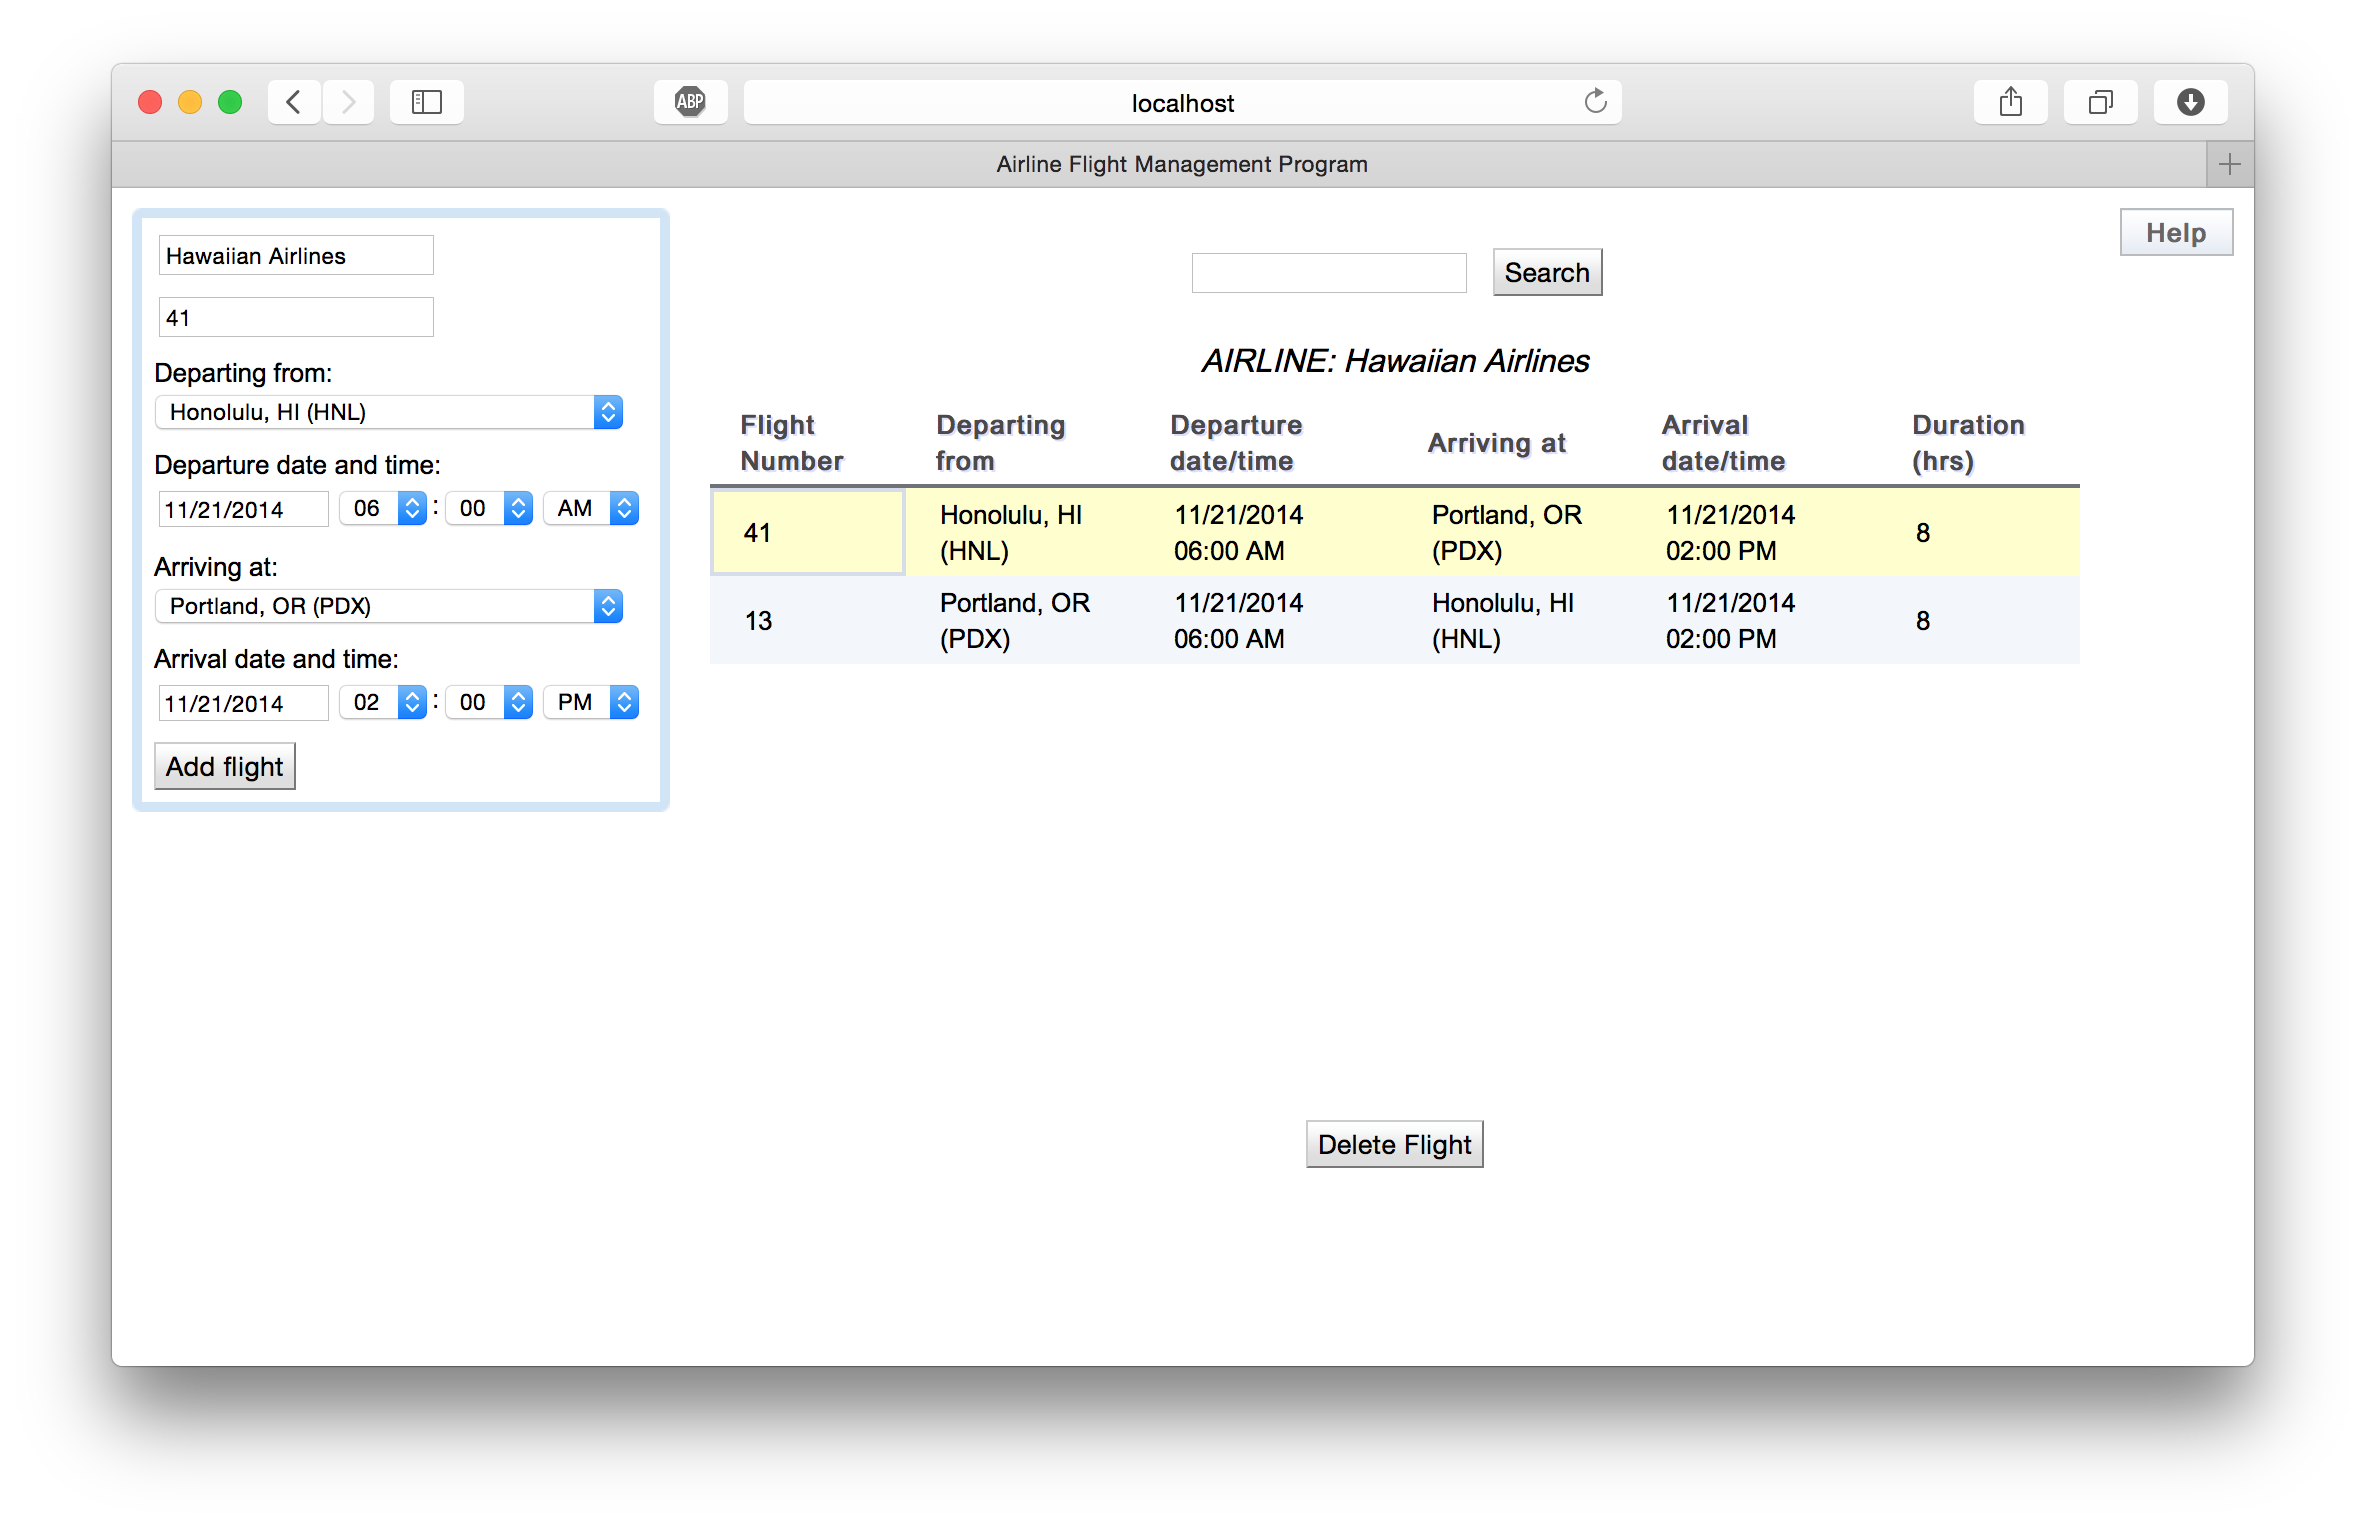 ABP
localhost
Airline Flight Management Program
Hawaiian Airlines
41
Departing from:
Honolulu, HI (HNL)
Departure date and time:
11/21/2014 06 : 00 AM
Arriving at:
Portland, OR (PDX)
Arrival date and time:
11/21/2014 02 : 00 PM
Add flight
Help
Search
AIRLINE: Hawaiian Airlines
Flight Number Departing from Departure date/time Arriving at Arrival date/time Duration (hrs)
41 Honolulu, HI (HNL) 11/21/2014 06:00 AM Portland, OR (PDX) 11/21/2014 02:00 PM 8
13 Portland, OR (PDX) 11/21/2014 06:00 AM Honolulu, HI (HNL) 11/21/2014 02:00 PM 8
Delete Flight